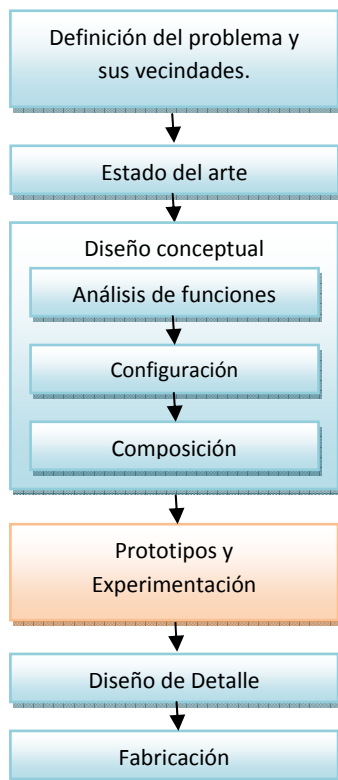 Definición del problema y
sus vecindades.
Estado del arte
Diseño conceptual
Análisis de funciones
Configuración
Composición
Prototipos y
Experimentación
Diseño de Detalle
Fabricación